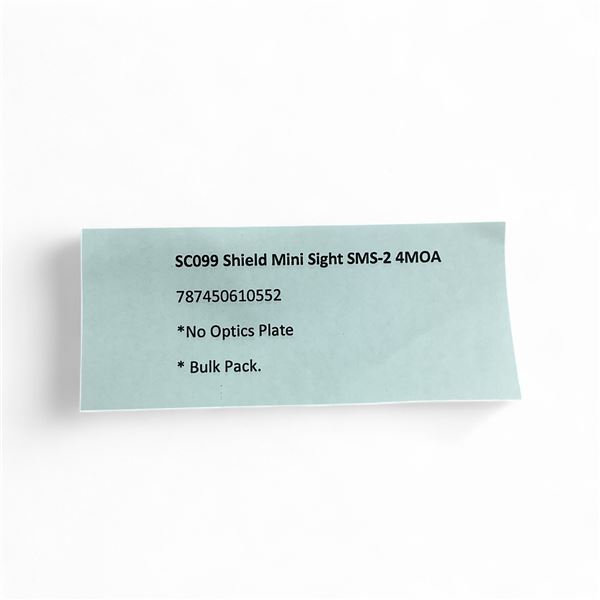 SC099 Shield Mini Sight SMS-2 4MOA
787450610552
*No Optics Plate
* Bulk Pack.